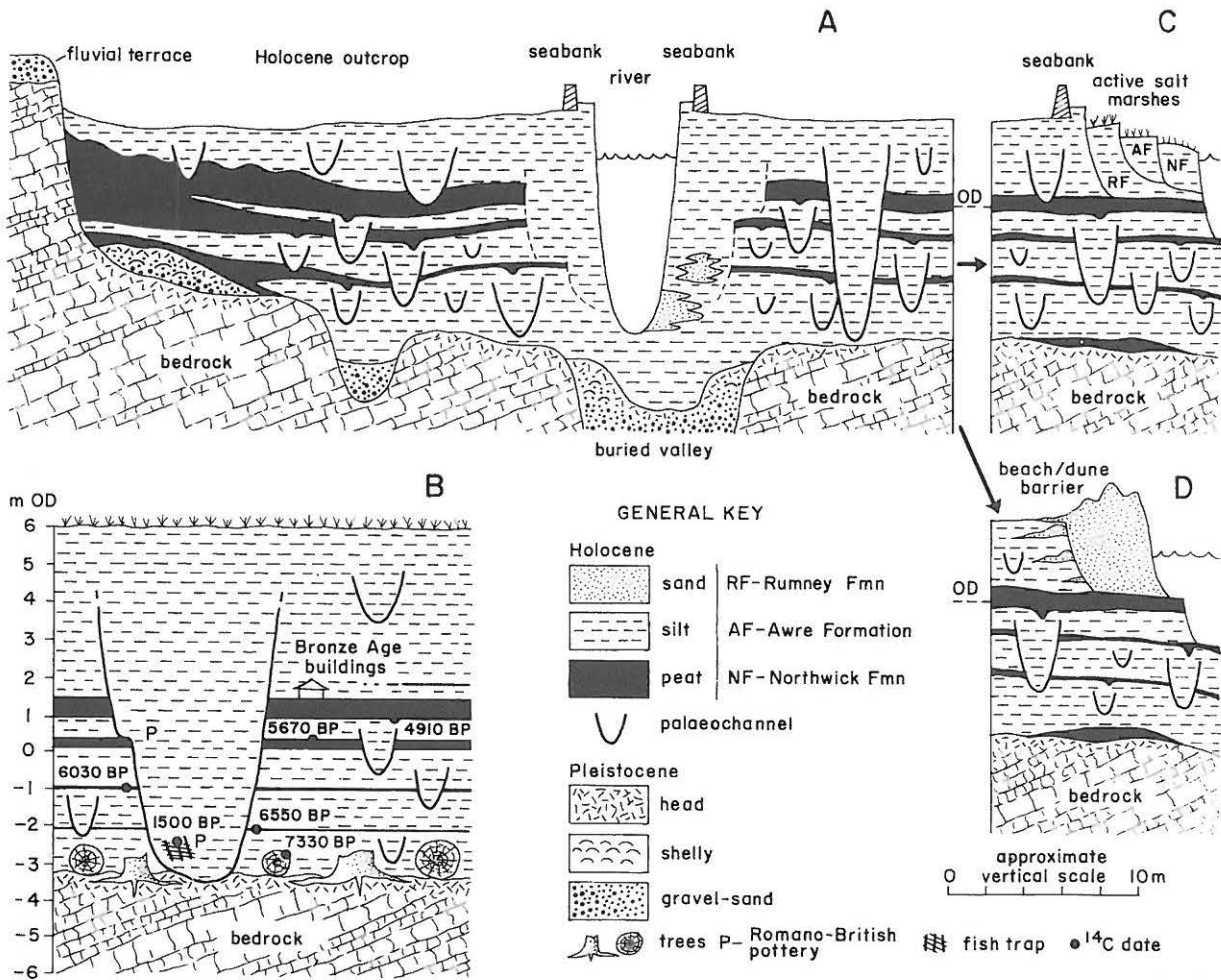 A
C
fluvial terrace
Holocene outcrop
seabank
river
seabank
seabank
active salt
marshes
AF
NF
RF
OD
bedrock
bedrock
bedrock
buried valley
B
m OD
6
5
4
3
2
1
0
-1
-2
-3
-4
-5
-6
Bronze Age
buildings
P
5670 BP
4910 BP
6030 BP
1500 BP
P
6550 BP
7330 BP
bedrock
GENERAL KEY
Holocene
sand
RF-Rumney Fmn
silt
AF-Awre Formation
peat
NF-Northwick Fmn
palaeochannel
Pleistocene
head
shelly
gravel-sand
trees
P- Romano-British
pottery
fish trap
14C date
beach/dune
barrier
D
OD
bedrock
approximate
vertical scale
0
10m